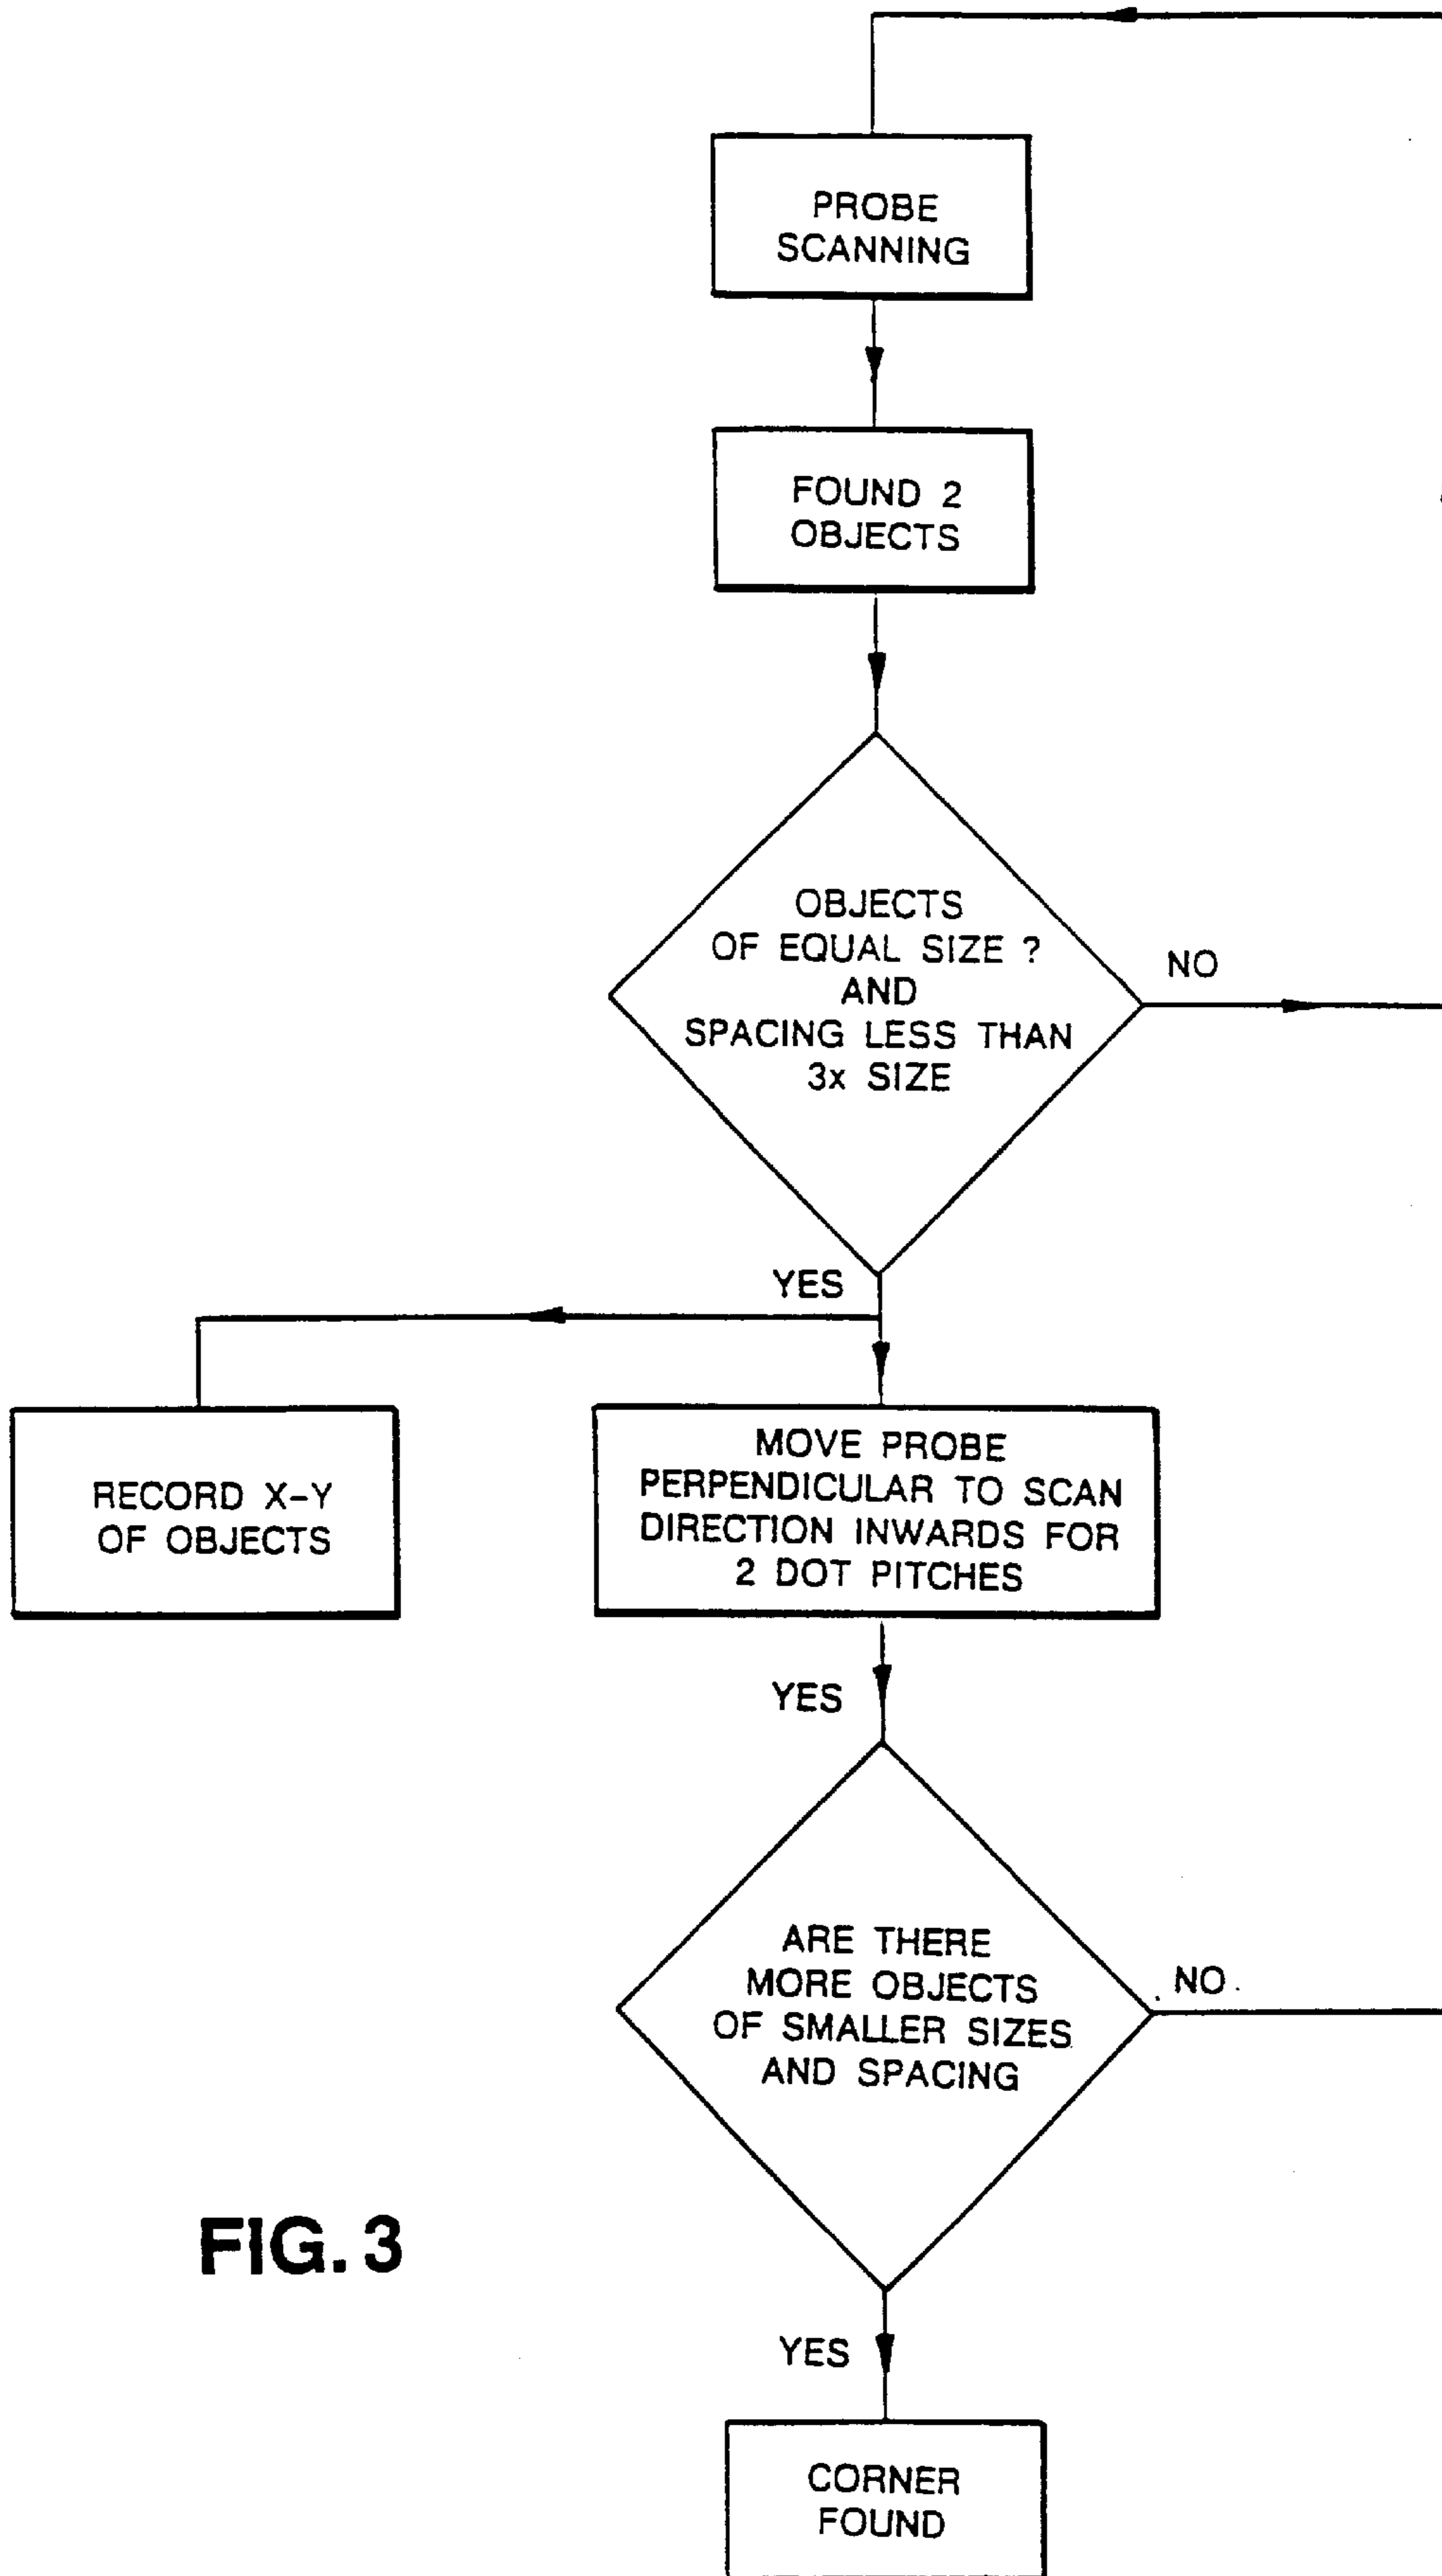 PROBE
SCANNING
FOUND 2
OBJECTS
OBJECTS
OF EQUAL SIZE ?
AND
SPACING LESS THAN
3x SIZE
NO
YES
RECORD X-Y
OF OBJECTS
MOVE PROBE
PERPENDICULAR TO SCAN
DIRECTION INWARDS FOR
2 DOT PITCHES
YES
ARE THERE
MORE OBJECTS
OF SMALLER SIZES
AND SPACING
NO
YES
CORNER
FOUND
FIG. 3